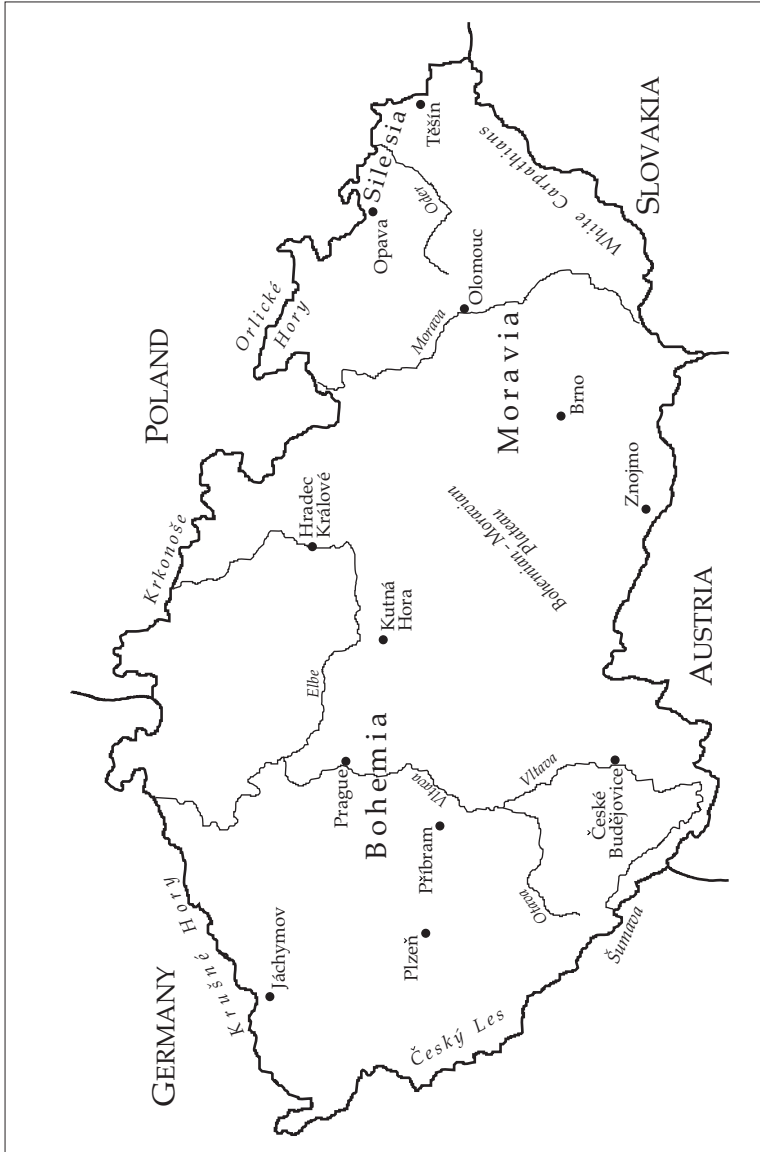 GERMANY
POLAND
SLOVAKIA
AUSTRIA
Krušné Hory
Krkonoše
Orlické
Hory
Český Les
Šumava
White Carpathians
Bohemian-Moravian
Plateau
Bohemia
Moravia
Silesia
Jáchymov
Plzeň
Příbram
Prague
České
Budějovice
Kutná
Hora
Hradec
Králové
Znojmo
Brno
Olomouc
Opava
Těšín
Elbe
Vltava
Vltava
Otava
Morava
Oder